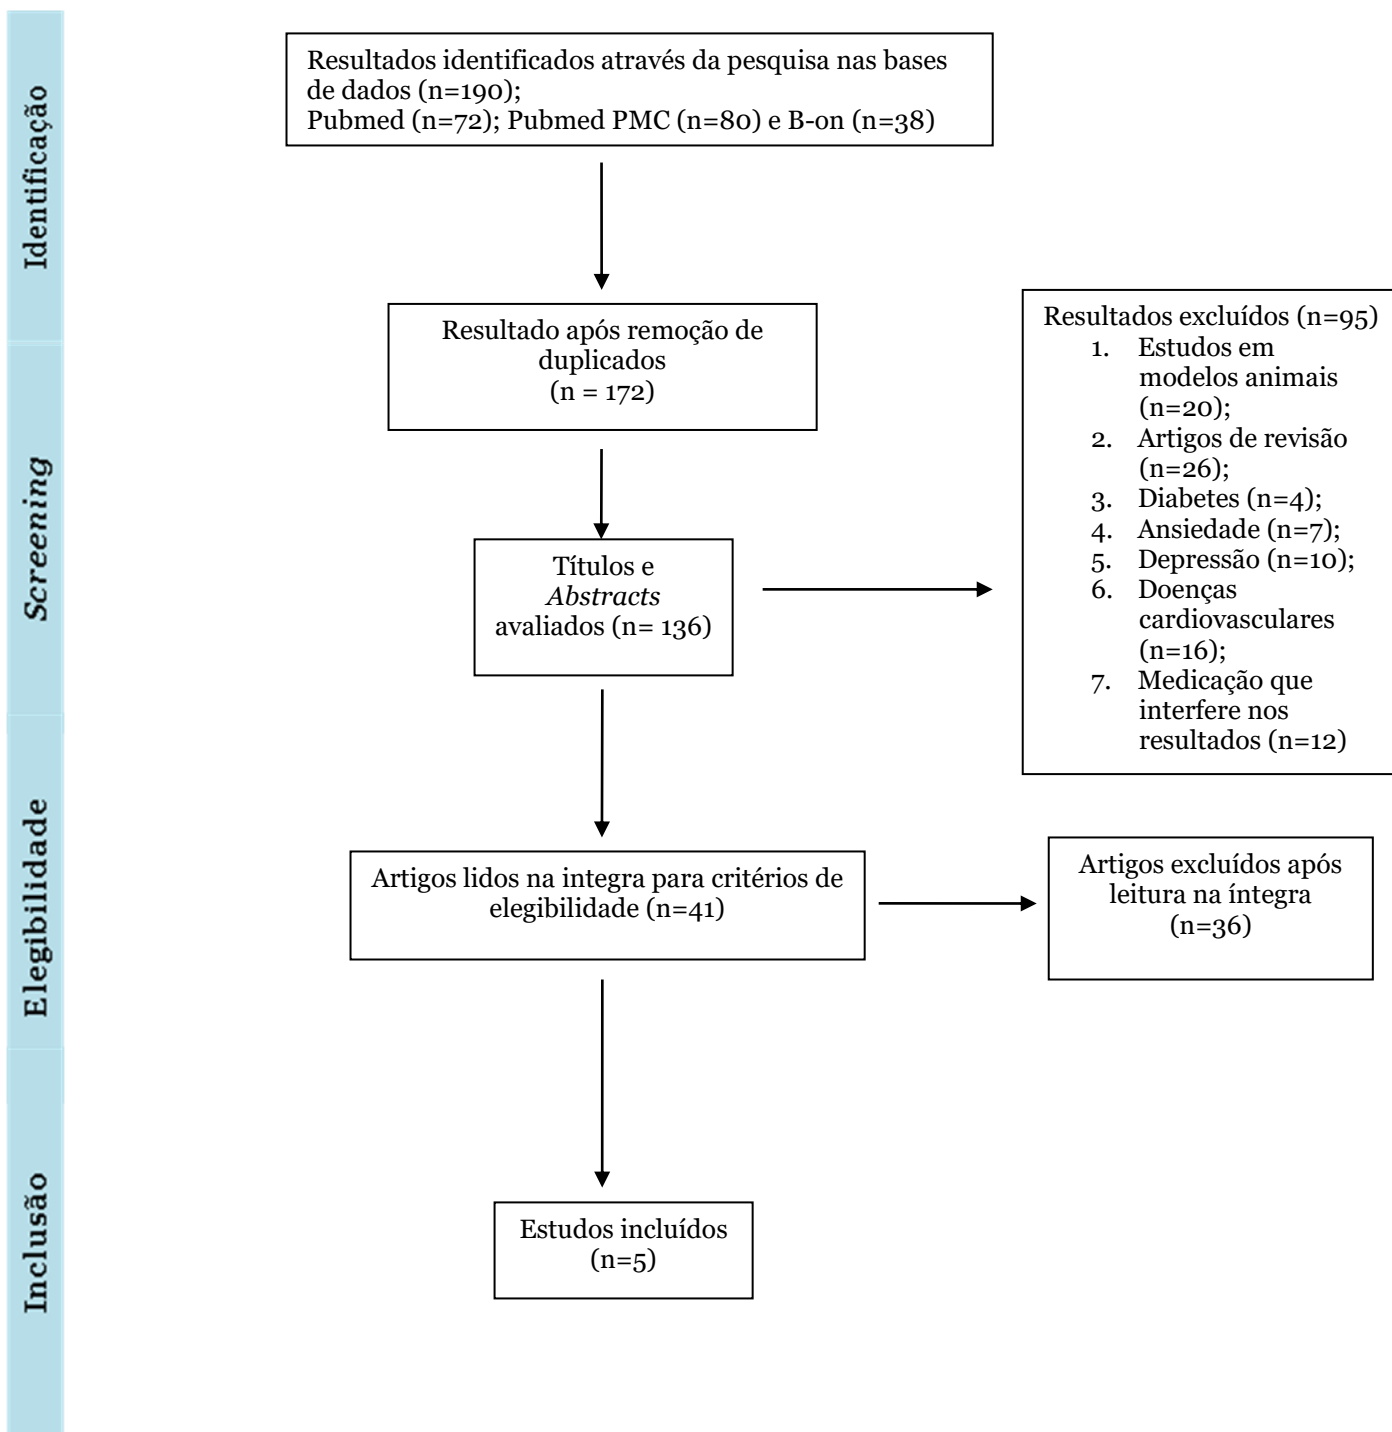 Identificação
Resultados identificados através da pesquisa nas bases
de dados (n=190);
Pubmed (n=72); Pubmed PMC (n=80) e B-on (n=38)
Resultado após remoção de
duplicados
(n = 172)
Screening
Títulos e
Abstracts
avaliados (n= 136)
Resultados excluídos (n=95)
1. Estudos em
modelos animais
(n=20);
2. Artigos de revisão
(n=26);
3. Diabetes (n=4);
4. Ansiedade (n=7);
5. Depressão (n=10);
6. Doenças
cardiovasculares
(n=16);
7. Medicação que
interfere nos
resultados (n=12)
Elegibilidade
Artigos lidos na integra para critérios de
elegibilidade (n=41)
Artigos excluídos após
leitura na íntegra
(n=36)
Inclusão
Estudos incluídos
(n=5)